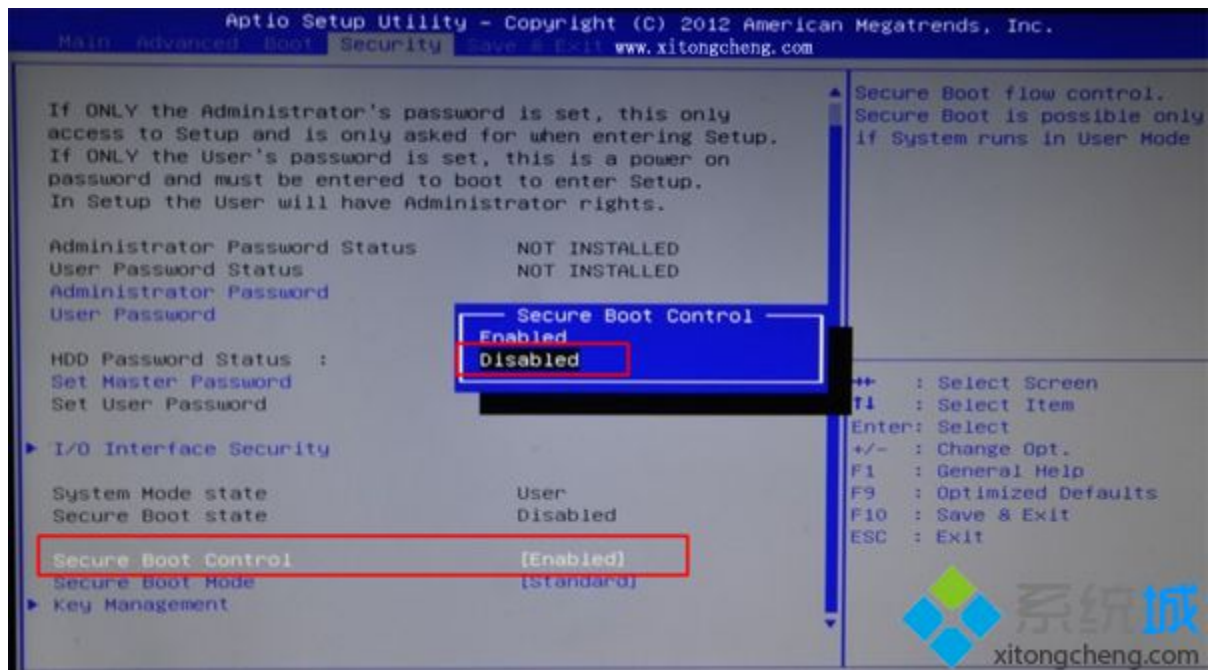 Aptio Setup Utility - Copyright (C) 2012 American Megatrends, Inc.
Main Advanced Boot Security Save & Exit
www.xitongcheng.com
If ONLY the Administrator's password is set, this only
access to Setup and is only asked for when entering Setup.
If ONLY the User's password is set, this is a power on
password and must be entered to boot to enter Setup.
In Setup the User will have Administrator rights.
Administrator Password Status NOT INSTALLED
User Password Status NOT INSTALLED
Administrator Password
User Password
HDD Password Status :
Set Master Password
Set User Password
I/O Interface Security
System Mode state User
Secure Boot state Disabled
Secure Boot Control [Enabled]
Secure Boot Mode [Standard]
Key Management
Secure Boot Control
Enabled
Disabled
Secure Boot flow control.
Secure Boot is possible only
if System runs in User Mode
→← : Select Screen
↑↓ : Select Item
Enter: Select
+/- : Change Opt.
F1 : General Help
F9 : Optimized Defaults
F10 : Save & Exit
ESC : Exit
系统城
xitongcheng.com